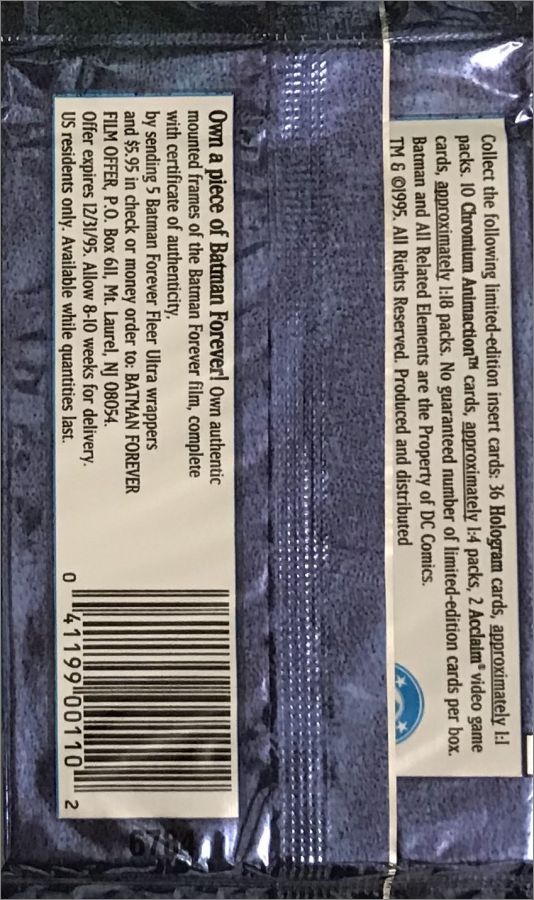 Collect the following limited-edition insert cards: 36 Hologram cards, approximately 1:1
packs. 10 Chromium Animaction™ cards, approximately 1:4 packs, 2 Acclaim® video game
cards, approximately 1:18 packs. No guaranteed number of limited-edition cards per box.
Batman and All Related Elements are the Property of DC Comics.
TM & ©1995. All Rights Reserved. Produced and distributed
Own a piece of Batman Forever! Own authentic
mounted frames of the Batman Forever film, complete
with certificate of authenticity,
by sending 5 Batman Forever Fleer Ultra wrappers
and $5.95 in check or money order to: BATMAN FOREVER
FILM OFFER, P.O. Box 611, Mt. Laurel, NJ 08054.
Offer expires 12/31/95. Allow 8-10 weeks for delivery.
US residents only. Available while quantities last.
0 41199 00110 2